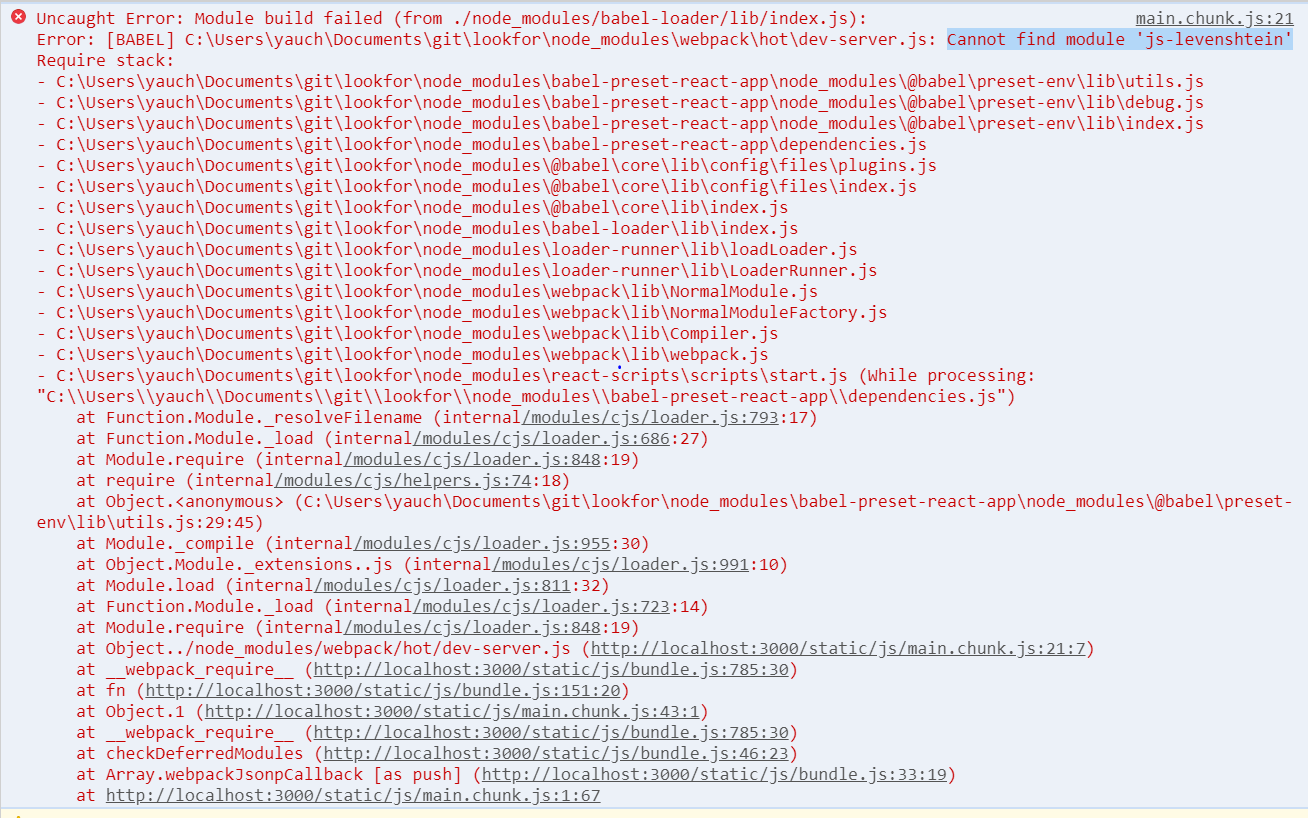 Uncaught Error: Module build failed (from ./node_modules/babel-loader/lib/index.js): main.chunk.js:21
Error: [BABEL] C:\Users\yauch\Documents\git\lookfor\node_modules\webpack\hot\dev-server.js: Cannot find module 'js-levenshtein'
Require stack:
- C:\Users\yauch\Documents\git\lookfor\node_modules\babel-preset-react-app\node_modules\@babel\preset-env\lib\utils.js
- C:\Users\yauch\Documents\git\lookfor\node_modules\babel-preset-react-app\node_modules\@babel\preset-env\lib\debug.js
- C:\Users\yauch\Documents\git\lookfor\node_modules\babel-preset-react-app\node_modules\@babel\preset-env\lib\index.js
- C:\Users\yauch\Documents\git\lookfor\node_modules\babel-preset-react-app\dependencies.js
- C:\Users\yauch\Documents\git\lookfor\node_modules\@babel\core\lib\config\files\plugins.js
- C:\Users\yauch\Documents\git\lookfor\node_modules\@babel\core\lib\config\files\index.js
- C:\Users\yauch\Documents\git\lookfor\node_modules\@babel\core\lib\index.js
- C:\Users\yauch\Documents\git\lookfor\node_modules\babel-loader\lib\index.js
- C:\Users\yauch\Documents\git\lookfor\node_modules\loader-runner\lib\loadLoader.js
- C:\Users\yauch\Documents\git\lookfor\node_modules\loader-runner\lib\LoaderRunner.js
- C:\Users\yauch\Documents\git\lookfor\node_modules\webpack\lib\NormalModule.js
- C:\Users\yauch\Documents\git\lookfor\node_modules\webpack\lib\NormalModuleFactory.js
- C:\Users\yauch\Documents\git\lookfor\node_modules\webpack\lib\Compiler.js
- C:\Users\yauch\Documents\git\lookfor\node_modules\webpack\lib\webpack.js
- C:\Users\yauch\Documents\git\lookfor\node_modules\react-scripts\scripts\start.js (While processing:
"C:\\Users\\yauch\\Documents\\git\\lookfor\\node_modules\\babel-preset-react-app\\dependencies.js")
at Function.Module._resolveFilename (internal/modules/cjs/loader.js:793:17)
at Function.Module._load (internal/modules/cjs/loader.js:686:27)
at Module.require (internal/modules/cjs/loader.js:848:19)
at require (internal/modules/cjs/helpers.js:74:18)
at Object.<anonymous> (C:\Users\yauch\Documents\git\lookfor\node_modules\babel-preset-react-app\node_modules\@babel\preset-
env\lib\utils.js:29:45)
at Module._compile (internal/modules/cjs/loader.js:955:30)
at Object.Module._extensions..js (internal/modules/cjs/loader.js:991:10)
at Module.load (internal/modules/cjs/loader.js:811:32)
at Function.Module._load (internal/modules/cjs/loader.js:723:14)
at Module.require (internal/modules/cjs/loader.js:848:19)
at Object../node_modules/webpack/hot/dev-server.js (http://localhost:3000/static/js/main.chunk.js:21:7)
at __webpack_require__ (http://localhost:3000/static/js/bundle.js:785:30)
at fn (http://localhost:3000/static/js/bundle.js:151:20)
at Object.1 (http://localhost:3000/static/js/main.chunk.js:43:1)
at __webpack_require__ (http://localhost:3000/static/js/bundle.js:785:30)
at checkDeferredModules (http://localhost:3000/static/js/bundle.js:46:23)
at Array.webpackJsonpCallback [as push] (http://localhost:3000/static/js/bundle.js:33:19)
at http://localhost:3000/static/js/main.chunk.js:1:67